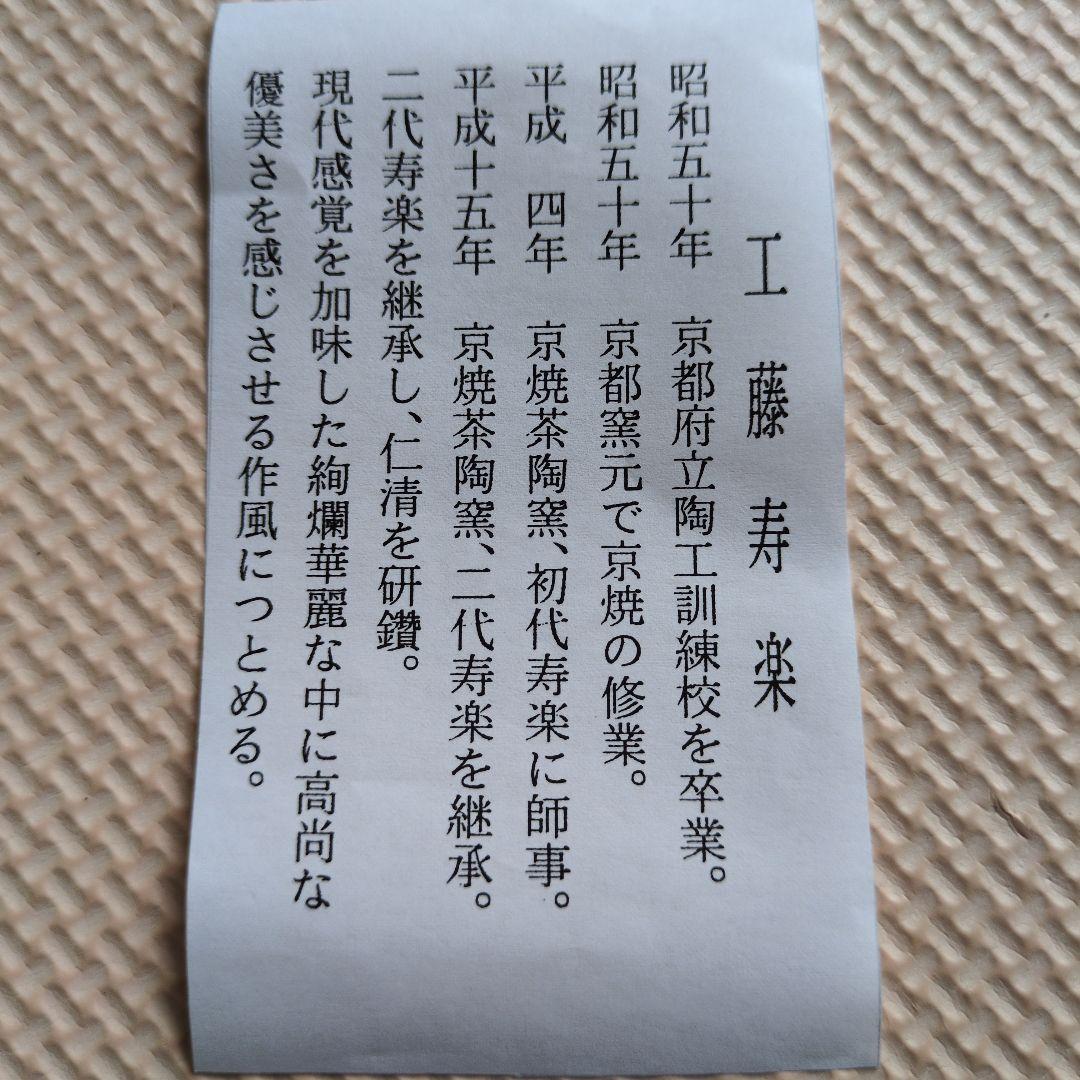 工藤寿楽
昭和五十年　京都府立陶工訓練校を卒業。
昭和五十年　京都窯元で京焼の修業。
平成　四年　京焼茶陶窯、初代寿楽に師事。
平成十五年　京焼茶陶窯、二代寿楽を継承。
二代寿楽を継承し、仁清を研鑽。
現代感覚を加味した絢爛華麗な中に高尚な
優美さを感じさせる作風につとめる。